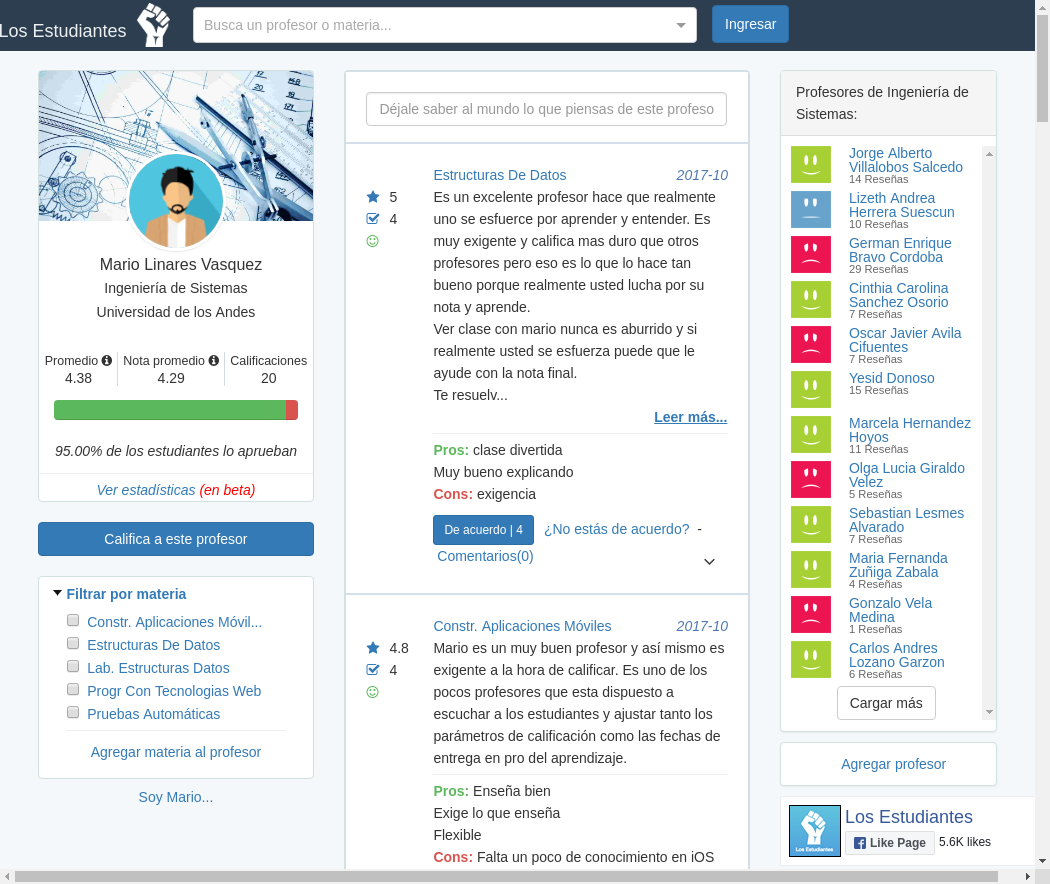 Los Estudiantes
Busca un profesor o materia...
Ingresar
Mario Linares Vasquez
Ingeniería de Sistemas
Universidad de los Andes
Promedio
4.38
Nota promedio
4.29
Calificaciones
20
95.00% de los estudiantes lo aprueban
Ver estadísticas (en beta)
Califica a este profesor
Filtrar por materia
Constr. Aplicaciones Móvil...
Estructuras De Datos
Lab. Estructuras Datos
Progr Con Tecnologias Web
Pruebas Automáticas
Agregar materia al profesor
Soy Mario...
Déjale saber al mundo lo que piensas de este profeso
Estructuras De Datos 2017-10
5
4
Es un excelente profesor hace que realmente
uno se esfuerce por aprender y entender. Es
muy exigente y califica mas duro que otros
profesores pero eso es lo que lo hace tan
bueno porque realmente usted lucha por su
nota y aprende.
Ver clase con mario nunca es aburrido y si
realmente usted se esfuerza puede que le
ayude con la nota final.
Te resuelv...
Leer más...
Pros: clase divertida
Muy bueno explicando
Cons: exigencia
De acuerdo | 4 ¿No estás de acuerdo? -
Comentarios(0)
Constr. Aplicaciones Móviles 2017-10
4.8
4
Mario es un muy buen profesor y así mismo es
exigente a la hora de calificar. Es uno de los
pocos profesores que esta dispuesto a
escuchar a los estudiantes y ajustar tanto los
parámetros de calificación como las fechas de
entrega en pro del aprendizaje.
Pros: Enseña bien
Exige lo que enseña
Flexible
Cons: Falta un poco de conocimiento en iOS
Profesores de Ingeniería de
Sistemas:
Jorge Alberto
Villalobos Salcedo
14 Reseñas
Lizeth Andrea
Herrera Suescun
10 Reseñas
German Enrique
Bravo Cordoba
29 Reseñas
Cinthia Carolina
Sanchez Osorio
7 Reseñas
Oscar Javier Avila
Cifuentes
7 Reseñas
Yesid Donoso
15 Reseñas
Marcela Hernandez
Hoyos
11 Reseñas
Olga Lucia Giraldo
Velez
5 Reseñas
Sebastian Lesmes
Alvarado
7 Reseñas
Maria Fernanda
Zuñiga Zabala
4 Reseñas
Gonzalo Vela
Medina
1 Reseñas
Carlos Andres
Lozano Garzon
6 Reseñas
Cargar más
Agregar profesor
Los Estudiantes
Los Estudiantes
Like Page 5.6K likes